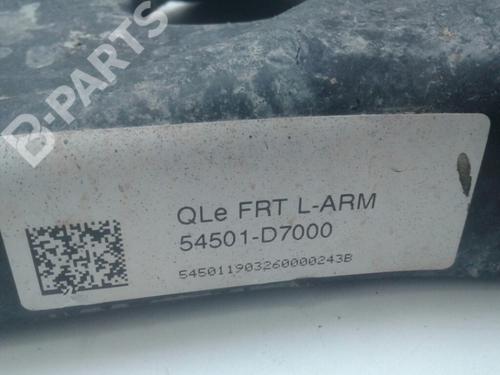 B-PARTS
QLe FRT L-ARM
54501-D7000
545011903260000243B